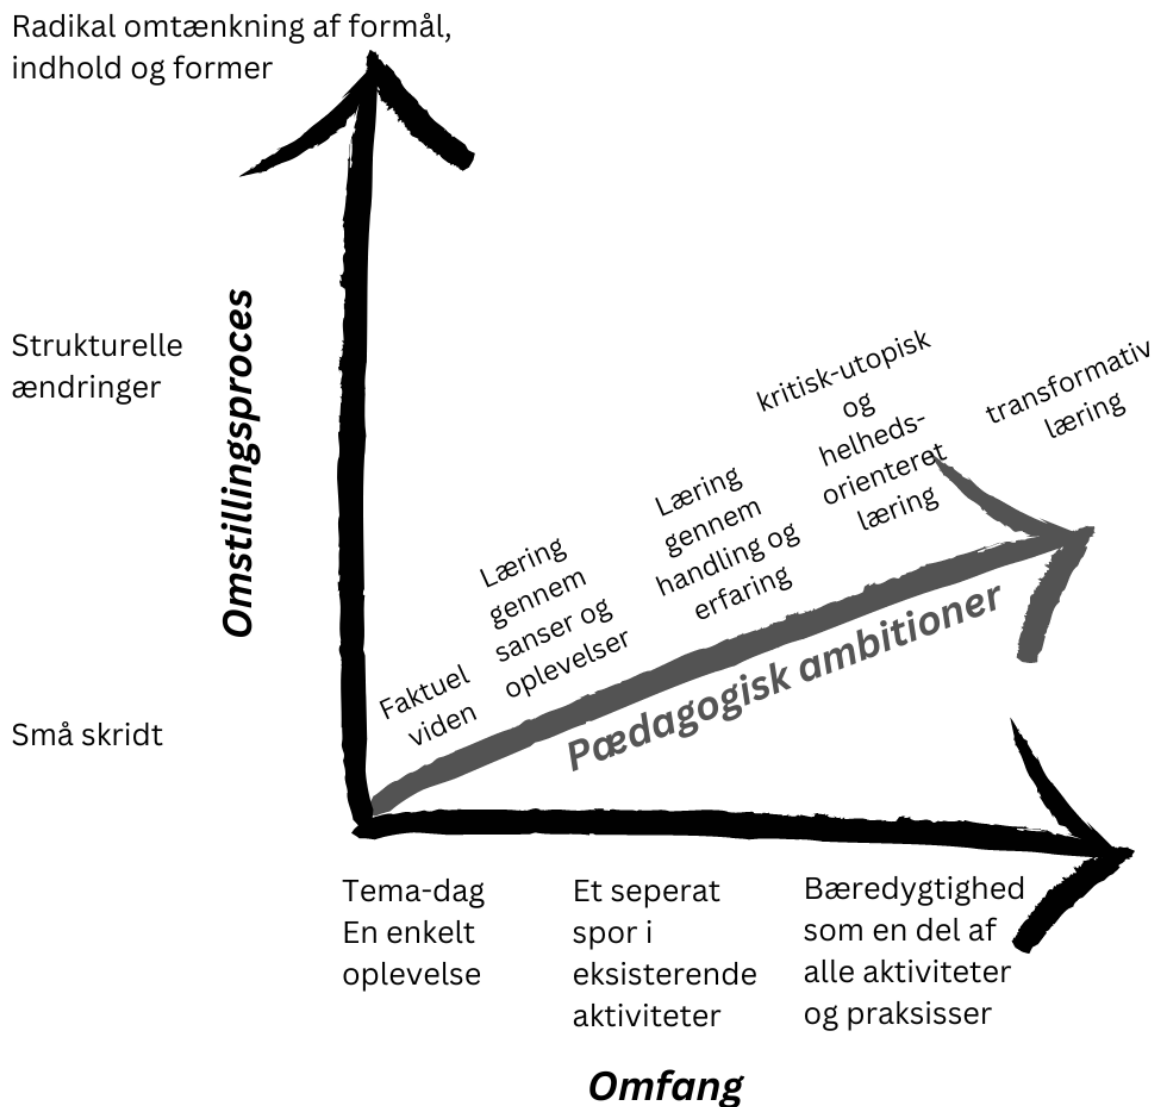 Radikal omtænkning af formål,
indhold og former
Strukturelle
ændringer
Små skridt
Omstillingsproces
Faktuel
viden
Læring
gennem
sanser og
oplevelser
Læring
gennem
handling og
erfaring
kritisk-utopisk
og
helheds-
orienteret
læring
transformativ
læring
Pædagogisk ambitioner
Tema-dag
En enkelt
oplevelse
Et seperat
spor i
eksisterende
aktiviteter
Bæredygtighed
som en del af
alle aktiviteter
og praksisser
Omfang